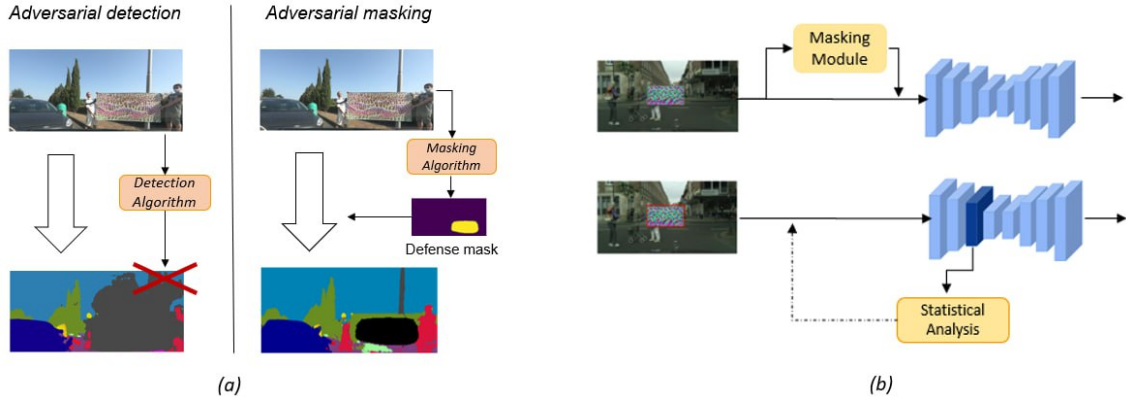 Adversarial detection
Adversarial masking
Detection
Algorithm
Masking
Algorithm
Defense mask
(a)
Masking
Module
Statistical
Analysis
(b)